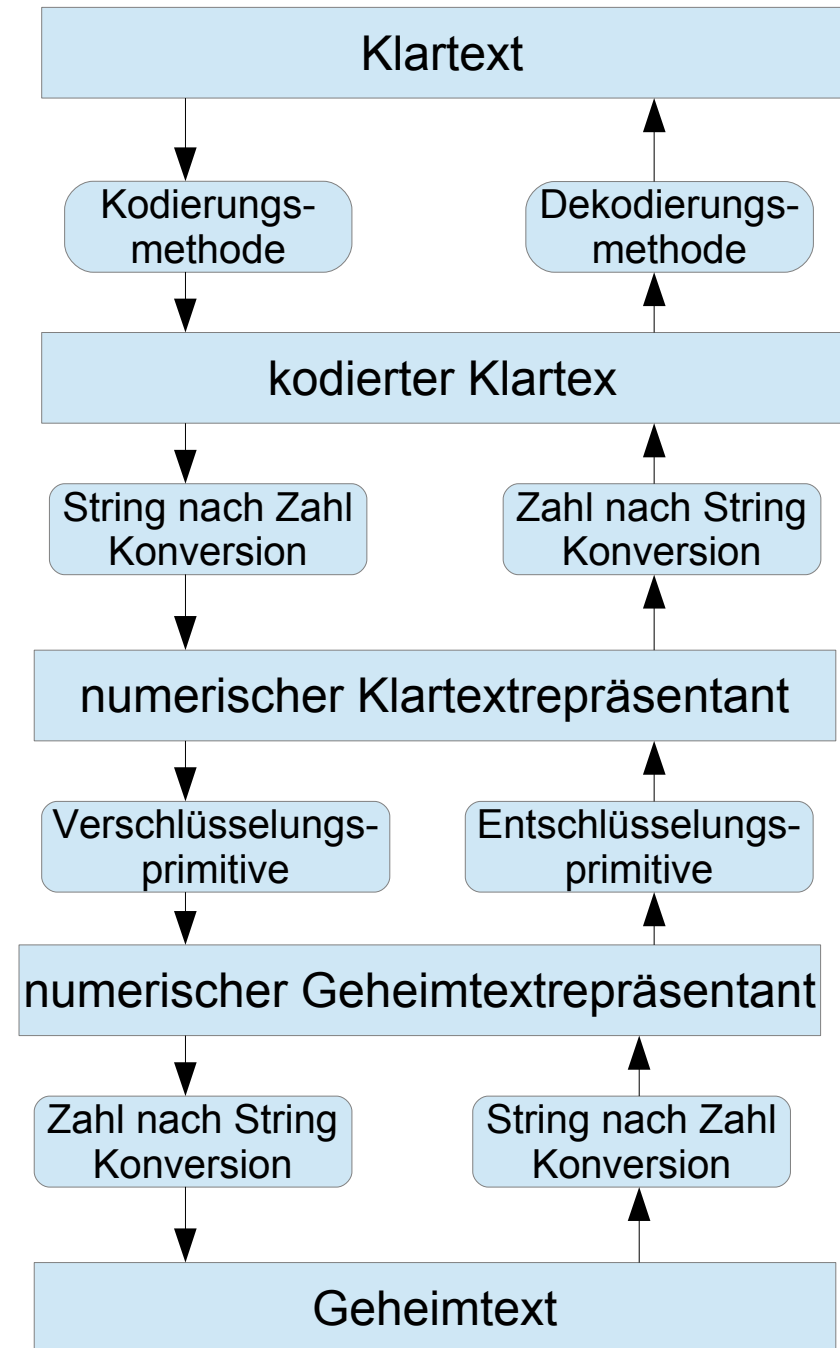 Klartext
Kodierungs-
methode
Dekodierungs-
methode
kodierter Klartex
String nach Zahl
Konversion
Zahl nach String
Konversion
numerischer Klartextrepräsentant
Verschlüsselungs-
primitive
Entschlüsselungs-
primitive
numerischer Geheimtextrepräsentant
Zahl nach String
Konversion
String nach Zahl
Konversion
Geheimtext